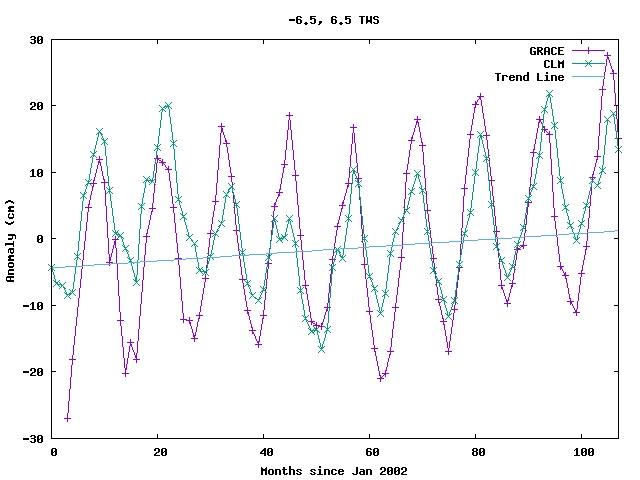 -6.5, 6.5 TWS
GRACE
CLM
Trend Line
Anomaly (cm)
30
20
10
0
-10
-20
-30
0 20 40 60 80 100
Months since Jan 2002